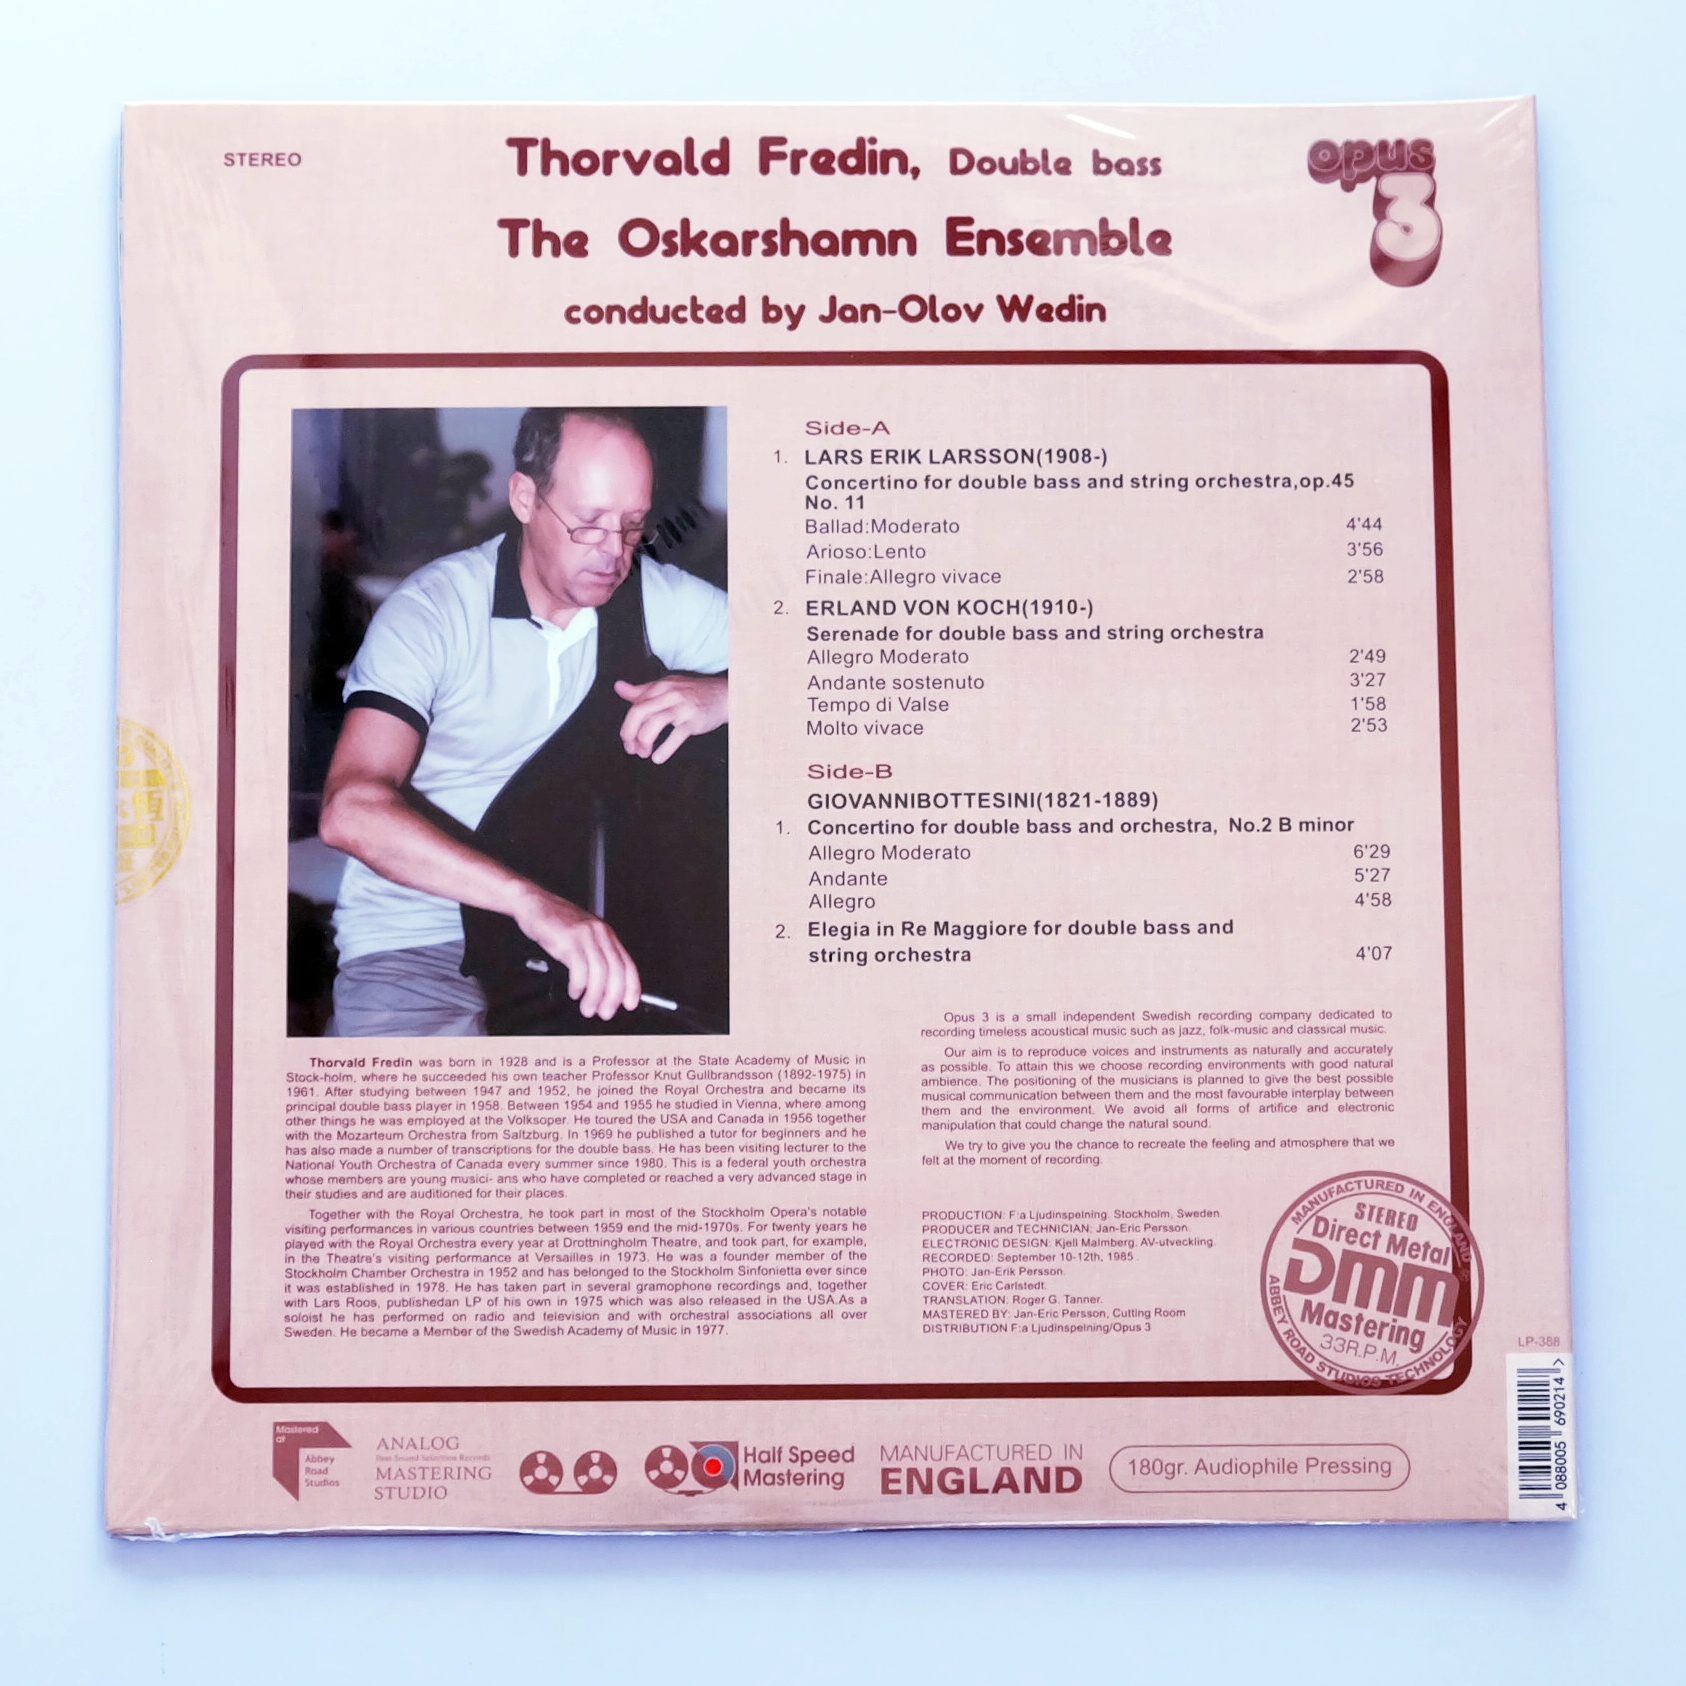 STEREO
Thorvald Fredin, Double bass
The Oskarshamn Ensemble
conducted by Jan-Olov Wedin
opus
3
Side-A
1. LARS ERIK LARSSON(1908-)
Concertino for double bass and string orchestra,op.45
No. 11
Ballad:Moderato 4'44
Arioso:Lento 3'56
Finale:Allegro vivace 2'58
2. ERLAND VON KOCH(1910-)
Serenade for double bass and string orchestra
Allegro Moderato 2'49
Andante sostenuto 3'27
Tempo di Valse 1'58
Molto vivace 2'53
Side-B
GIOVANNIBOTTESINI(1821-1889)
1. Concertino for double bass and orchestra, No.2 B minor
Allegro Moderato 6'29
Andante 5'27
Allegro 4'58
2. Elegia in Re Maggiore for double bass and
string orchestra 4'07
Thorvald Fredin was born in 1928 and is a Professor at the State Academy of Music in
Stock-holm, where he succeeded his own teacher Professor Knut Gullbrandsson (1892-1975) in
1961. After studying between 1947 and 1952, he joined the Royal Orchestra and became its
principal double bass player in 1958. Between 1954 and 1955 he studied in Vienna, where among
other things he was employed at the Volksoper. He toured the USA and Canada in 1956 together
with the Mozarteum Orchestra from Saltzburg. In 1969 he published a tutor for beginners and he
has also made a number of transcriptions for the double bass. He has been visiting lecturer to the
National Youth Orchestra of Canada every summer since 1980. This is a federal youth orchestra
whose members are young musici- ans who have completed or reached a very advanced stage in
their studies and are auditioned for their places.
Together with the Royal Orchestra, he took part in most of the Stockholm Opera's notable
visiting performances in various countries between 1959 end the mid-1970s. For twenty years he
played with the Royal Orchestra every year at Drottningholm Theatre, and took part, for example,
in the Theatre's visiting performance at Versailles in 1973. He was a founder member of the
Stockholm Chamber Orchestra in 1952 and has belonged to the Stockholm Sinfonietta ever since
it was established in 1978. He has taken part in several gramophone recordings and, together
with Lars Roos, publishedan LP of his own in 1975 which was also released in the USA.As a
soloist he has performed on radio and television and with orchestral associations all over
Sweden. He became a Member of the Swedish Academy of Music in 1977.
Opus 3 is a small independent Swedish recording company dedicated to
recording timeless acoustical music such as jazz, folk-music and classical music.
Our aim is to reproduce voices and instruments as naturally and accurately
as possible. To attain this we choose recording environments with good natural
ambience. The positioning of the musicians is planned to give the best possible
musical communication between them and the most favourable interplay between
them and the environment. We avoid all forms of artifice and electronic
manipulation that could change the natural sound.
We try to give you the chance to recreate the feeling and atmosphere that we
felt at the moment of recording.
PRODUCTION: F:a Ljudinspelning. Stockholm, Sweden.
PRODUCER and TECHNICIAN: Jan-Eric Persson.
ELECTRONIC DESIGN: Kjell Malmberg. AV-utveckling.
RECORDED: September 10-12th, 1985.
PHOTO: Jan-Erik Persson.
COVER: Eric Carlstedt.
TRANSLATION: Roger G. Tanner.
MASTERED BY: Jan-Eric Persson, Cutting Room
DISTRIBUTION F:a Ljudinspelning/Opus 3
MANUFACTURED IN ENGLAND
STEREO
Direct Metal
DMM
Mastering
33R.P.M.
ABBEY ROAD STUDIOS TECHNOLOGY
LP-388
4 088005 690214 >
Mastered
at
Abbey
Road
Studios
ANALOG
MASTERING
STUDIO
Half Speed
Mastering
MANUFACTURED IN
ENGLAND
180gr. Audiophile Pressing